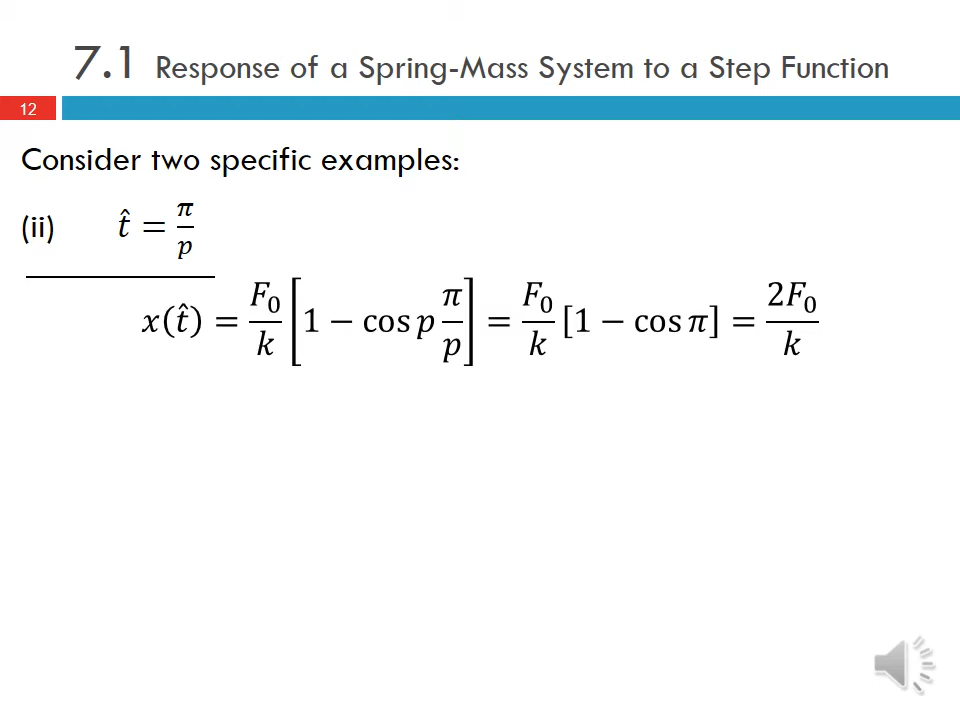 7.1 Response of a Spring-Mass System to a Step Function
12
Consider two specific examples:
(ii) t̂ = π/p
x(t̂) = F₀/k [1 − cos p π/p] = F₀/k [1 − cos π] = 2F₀/k